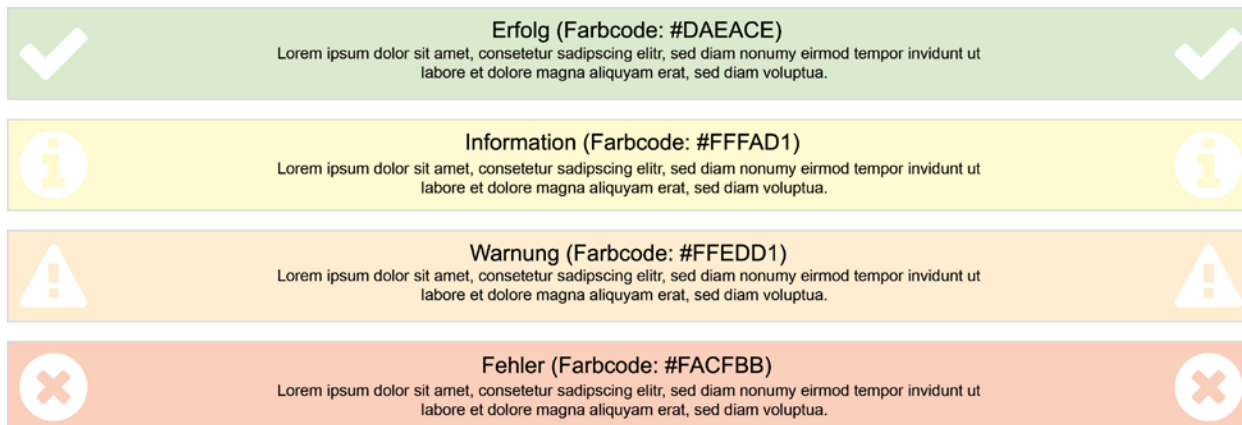 Erfolg (Farbcode: #DAEACE)
Lorem ipsum dolor sit amet, consetetur sadipscing elitr, sed diam nonumy eirmod tempor invidunt ut
labore et dolore magna aliquyam erat, sed diam voluptua.
Information (Farbcode: #FFFAD1)
Lorem ipsum dolor sit amet, consetetur sadipscing elitr, sed diam nonumy eirmod tempor invidunt ut
labore et dolore magna aliquyam erat, sed diam voluptua.
Warnung (Farbcode: #FFEDD1)
Lorem ipsum dolor sit amet, consetetur sadipscing elitr, sed diam nonumy eirmod tempor invidunt ut
labore et dolore magna aliquyam erat, sed diam voluptua.
Fehler (Farbcode: #FACFBB)
Lorem ipsum dolor sit amet, consetetur sadipscing elitr, sed diam nonumy eirmod tempor invidunt ut
labore et dolore magna aliquyam erat, sed diam voluptua.